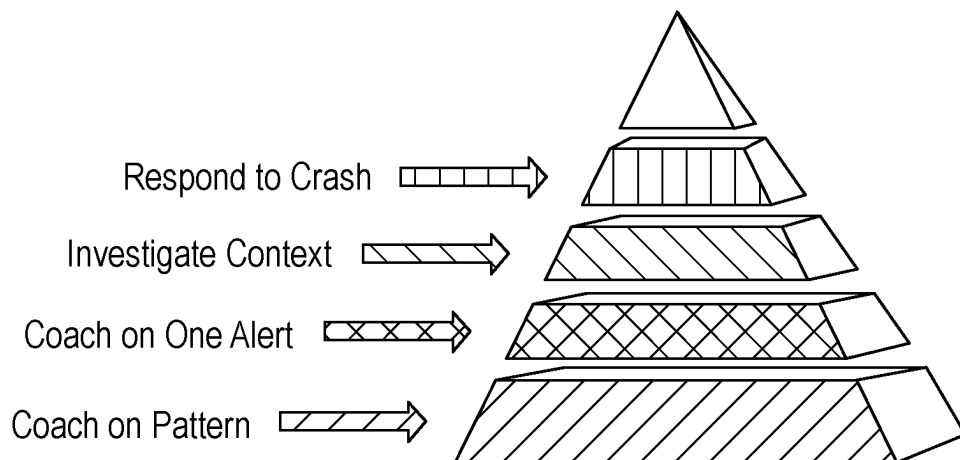 Respond to Crash
Investigate Context
Coach on One Alert
Coach on Pattern